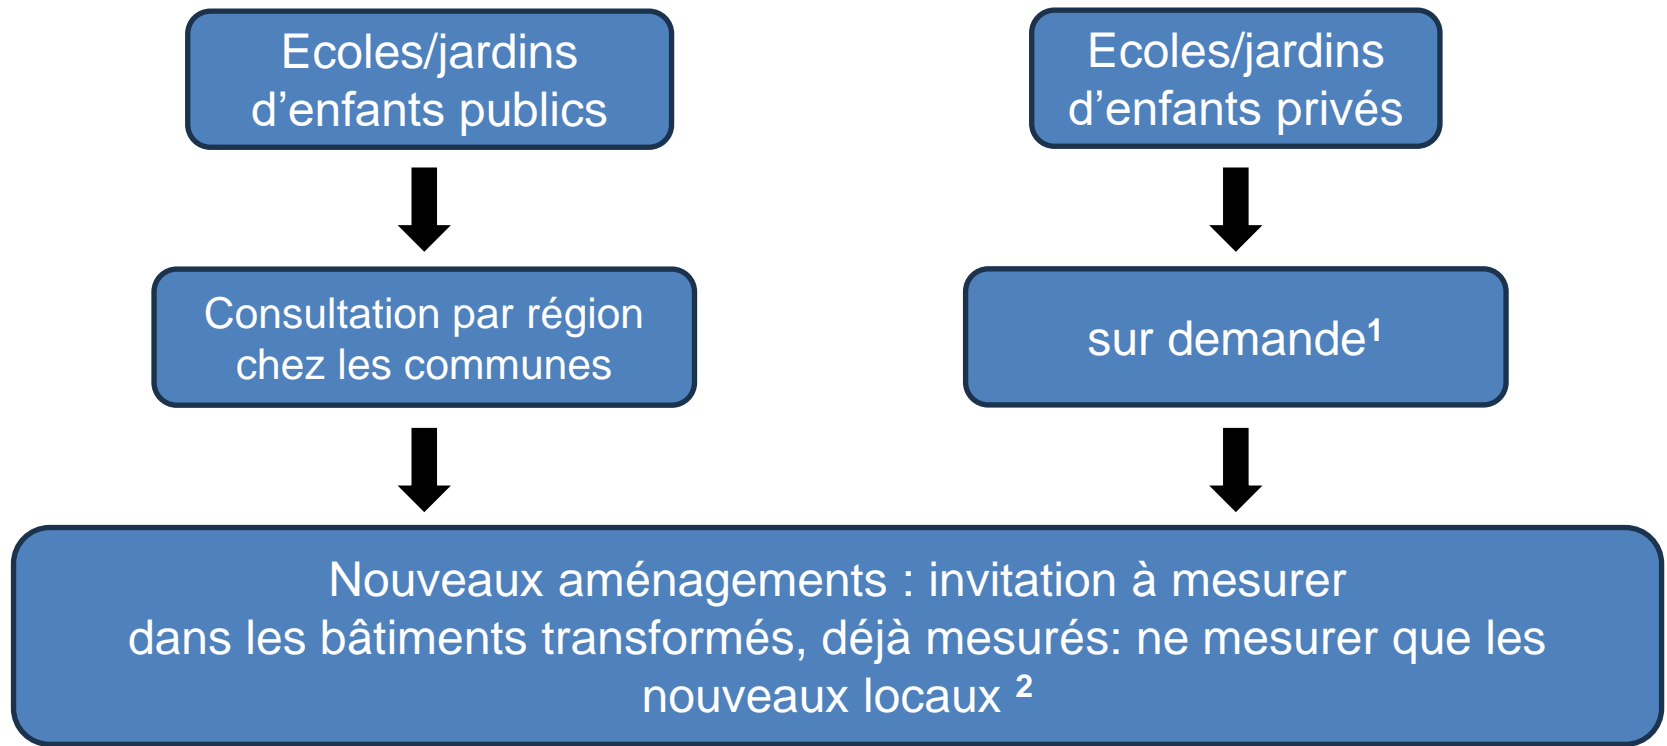 Ecoles/jardins
d’enfants publics
Ecoles/jardins
d’enfants privés
Consultation par région
chez les communes
sur demande¹
Nouveaux aménagements : invitation à mesurer
dans les bâtiments transformés, déjà mesurés: ne mesurer que les
nouveaux locaux ²